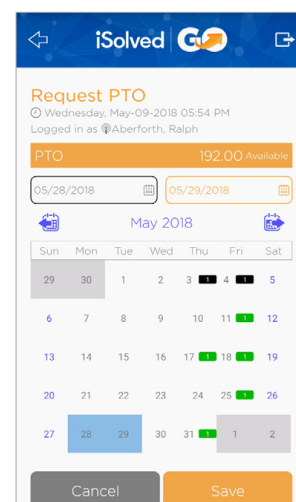 iSolved GO
Request PTO
Wednesday, May-09-2018 05:54 PM
Logged in as @Aberforth, Ralph
PTO 192.00 Available
05/28/2018 05/29/2018
May 2018
Sun Mon Tue Wed Thu Fri Sat
29 30 1 2 3 1 4 1 5
6 7 8 9 10 11 1 12
13 14 15 16 17 1 18 1 19
20 21 22 23 24 25 1 26
27 28 29 30 31 1 1 2
Cancel Save